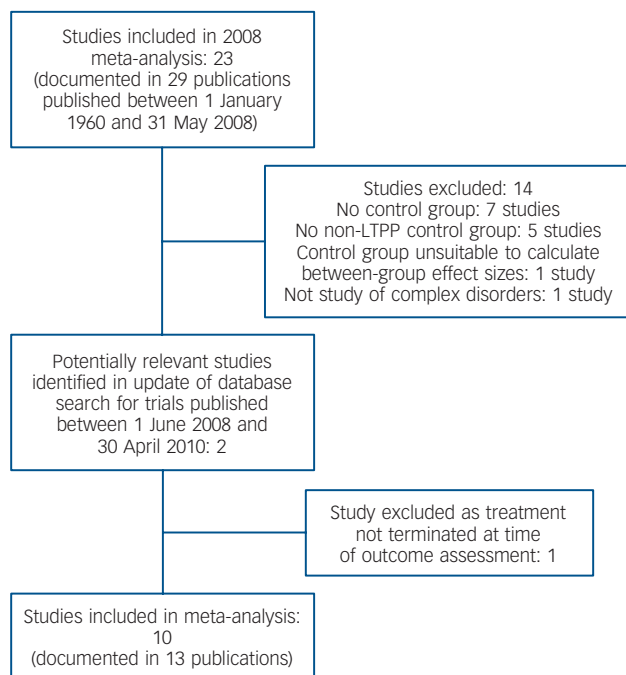 Studies included in 2008
meta-analysis: 23
(documented in 29 publications
published between 1 January
1960 and 31 May 2008)
Studies excluded: 14
No control group: 7 studies
No non-LTPP control group: 5 studies
Control group unsuitable to calculate
between-group effect sizes: 1 study
Not study of complex disorders: 1 study
Potentially relevant studies
identified in update of database
search for trials published
between 1 June 2008 and
30 April 2010: 2
Study excluded as treatment
not terminated at time
of outcome assessment: 1
Studies included in meta-analysis:
10
(documented in 13 publications)